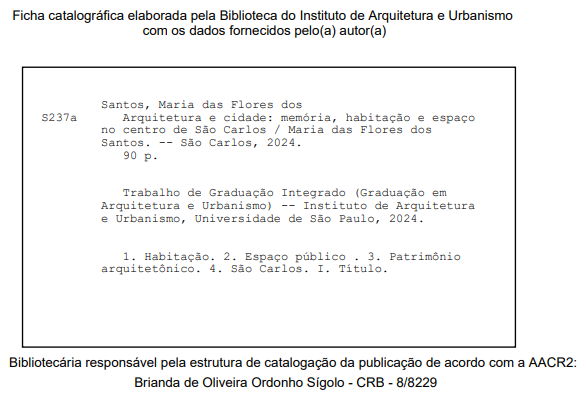 Ficha catalográfica elaborada pela Biblioteca do Instituto de Arquitetura e Urbanismo
com os dados fornecidos pelo(a) autor(a)
Santos, Maria das Flores dos
S237a Arquitetura e cidade: memória, habitação e espaço
no centro de São Carlos / Maria das Flores dos
Santos. -- São Carlos, 2024.
90 p.
Trabalho de Graduação Integrado (Graduação em
Arquitetura e Urbanismo) -- Instituto de Arquitetura
e Urbanismo, Universidade de São Paulo, 2024.
1. Habitação. 2. Espaço público . 3. Patrimônio
arquitetônico. 4. São Carlos. I. Título.
Bibliotecária responsável pela estrutura de catalogação da publicação de acordo com a AACR2:
Brianda de Oliveira Ordonho Sígolo - CRB - 8/8229